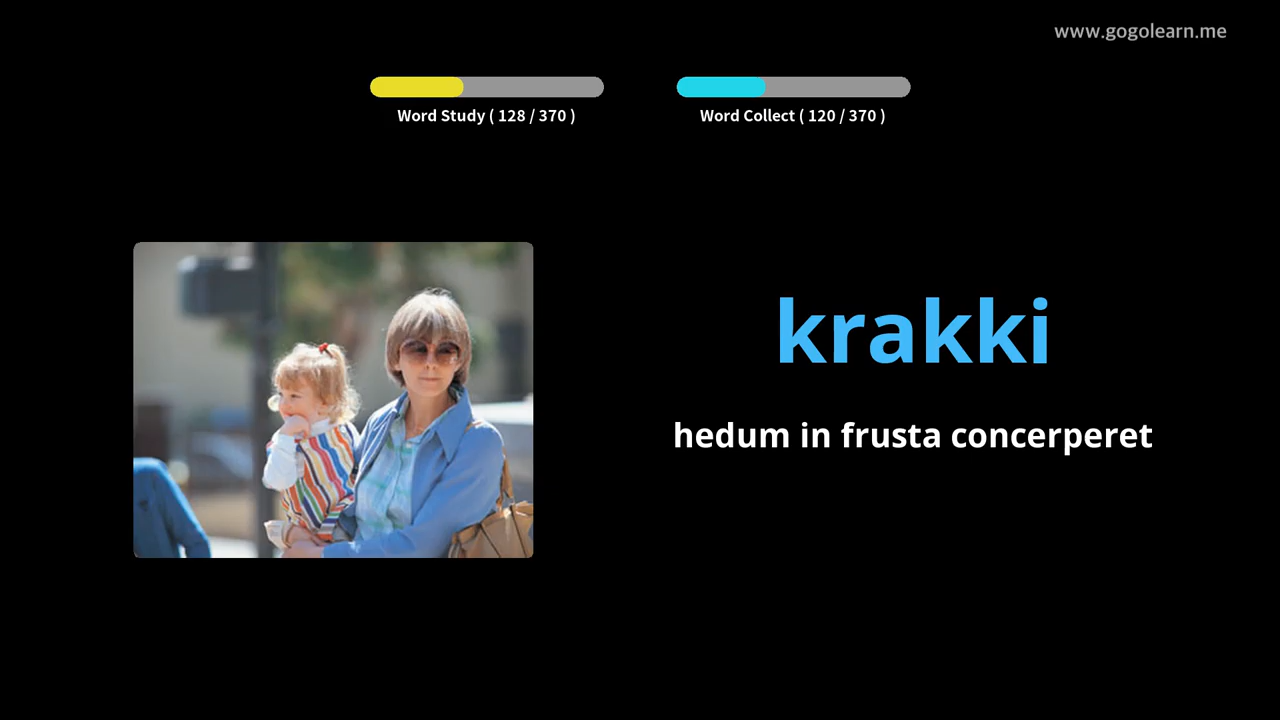 www.gogolearn.me
Word Study ( 128 / 370 )
Word Collect ( 120 / 370 )
krakki
hedum in frusta concerperet